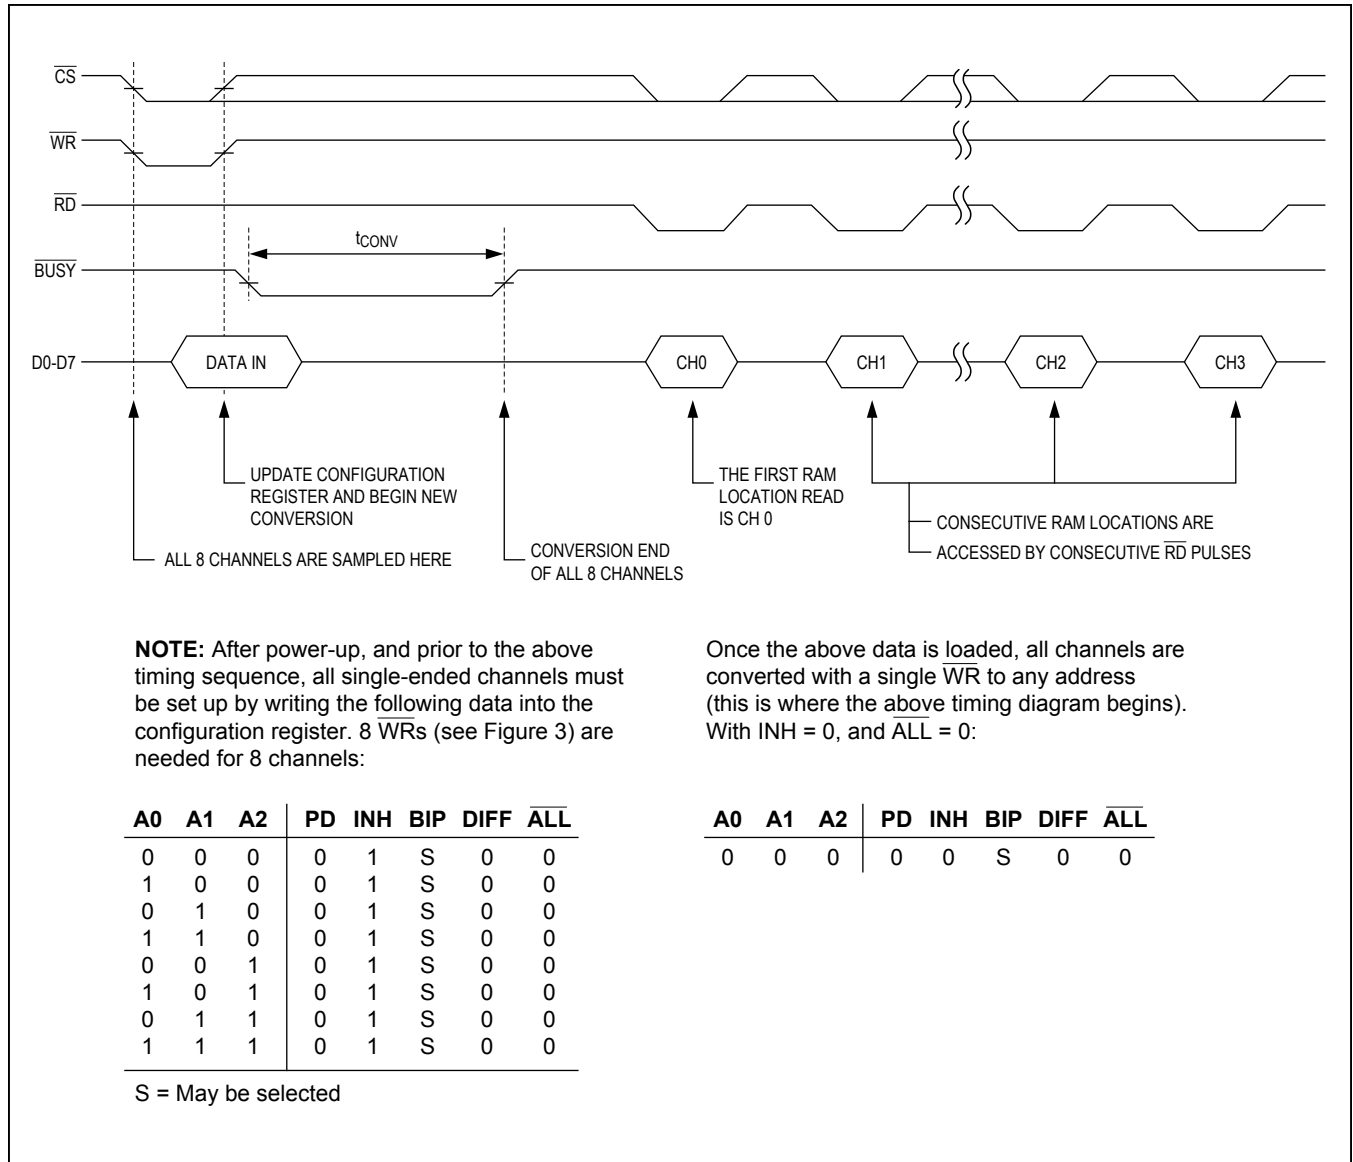 CS
WR
RD
tCONV
BUSY
D0-D7
DATA IN
CH0
CH1
CH2
CH3
UPDATE CONFIGURATION
REGISTER AND BEGIN NEW
CONVERSION
ALL 8 CHANNELS ARE SAMPLED HERE
CONVERSION END
OF ALL 8 CHANNELS
THE FIRST RAM
LOCATION READ
IS CH 0
CONSECUTIVE RAM LOCATIONS ARE
ACCESSED BY CONSECUTIVE RD PULSES
NOTE: After power-up, and prior to the above
timing sequence, all single-ended channels must
be set up by writing the following data into the
configuration register. 8 WRs (see Figure 3) are
needed for 8 channels:
A0 A1 A2 PD INH BIP DIFF ALL
0 0 0 0 1 S 0 0
1 0 0 0 1 S 0 0
0 1 0 0 1 S 0 0
1 1 0 0 1 S 0 0
0 0 1 0 1 S 0 0
1 0 1 0 1 S 0 0
0 1 1 0 1 S 0 0
1 1 1 0 1 S 0 0
S = May be selected
Once the above data is loaded, all channels are
converted with a single WR to any address
(this is where the above timing diagram begins).
With INH = 0, and ALL = 0:
A0 A1 A2 PD INH BIP DIFF ALL
0 0 0 0 0 S 0 0